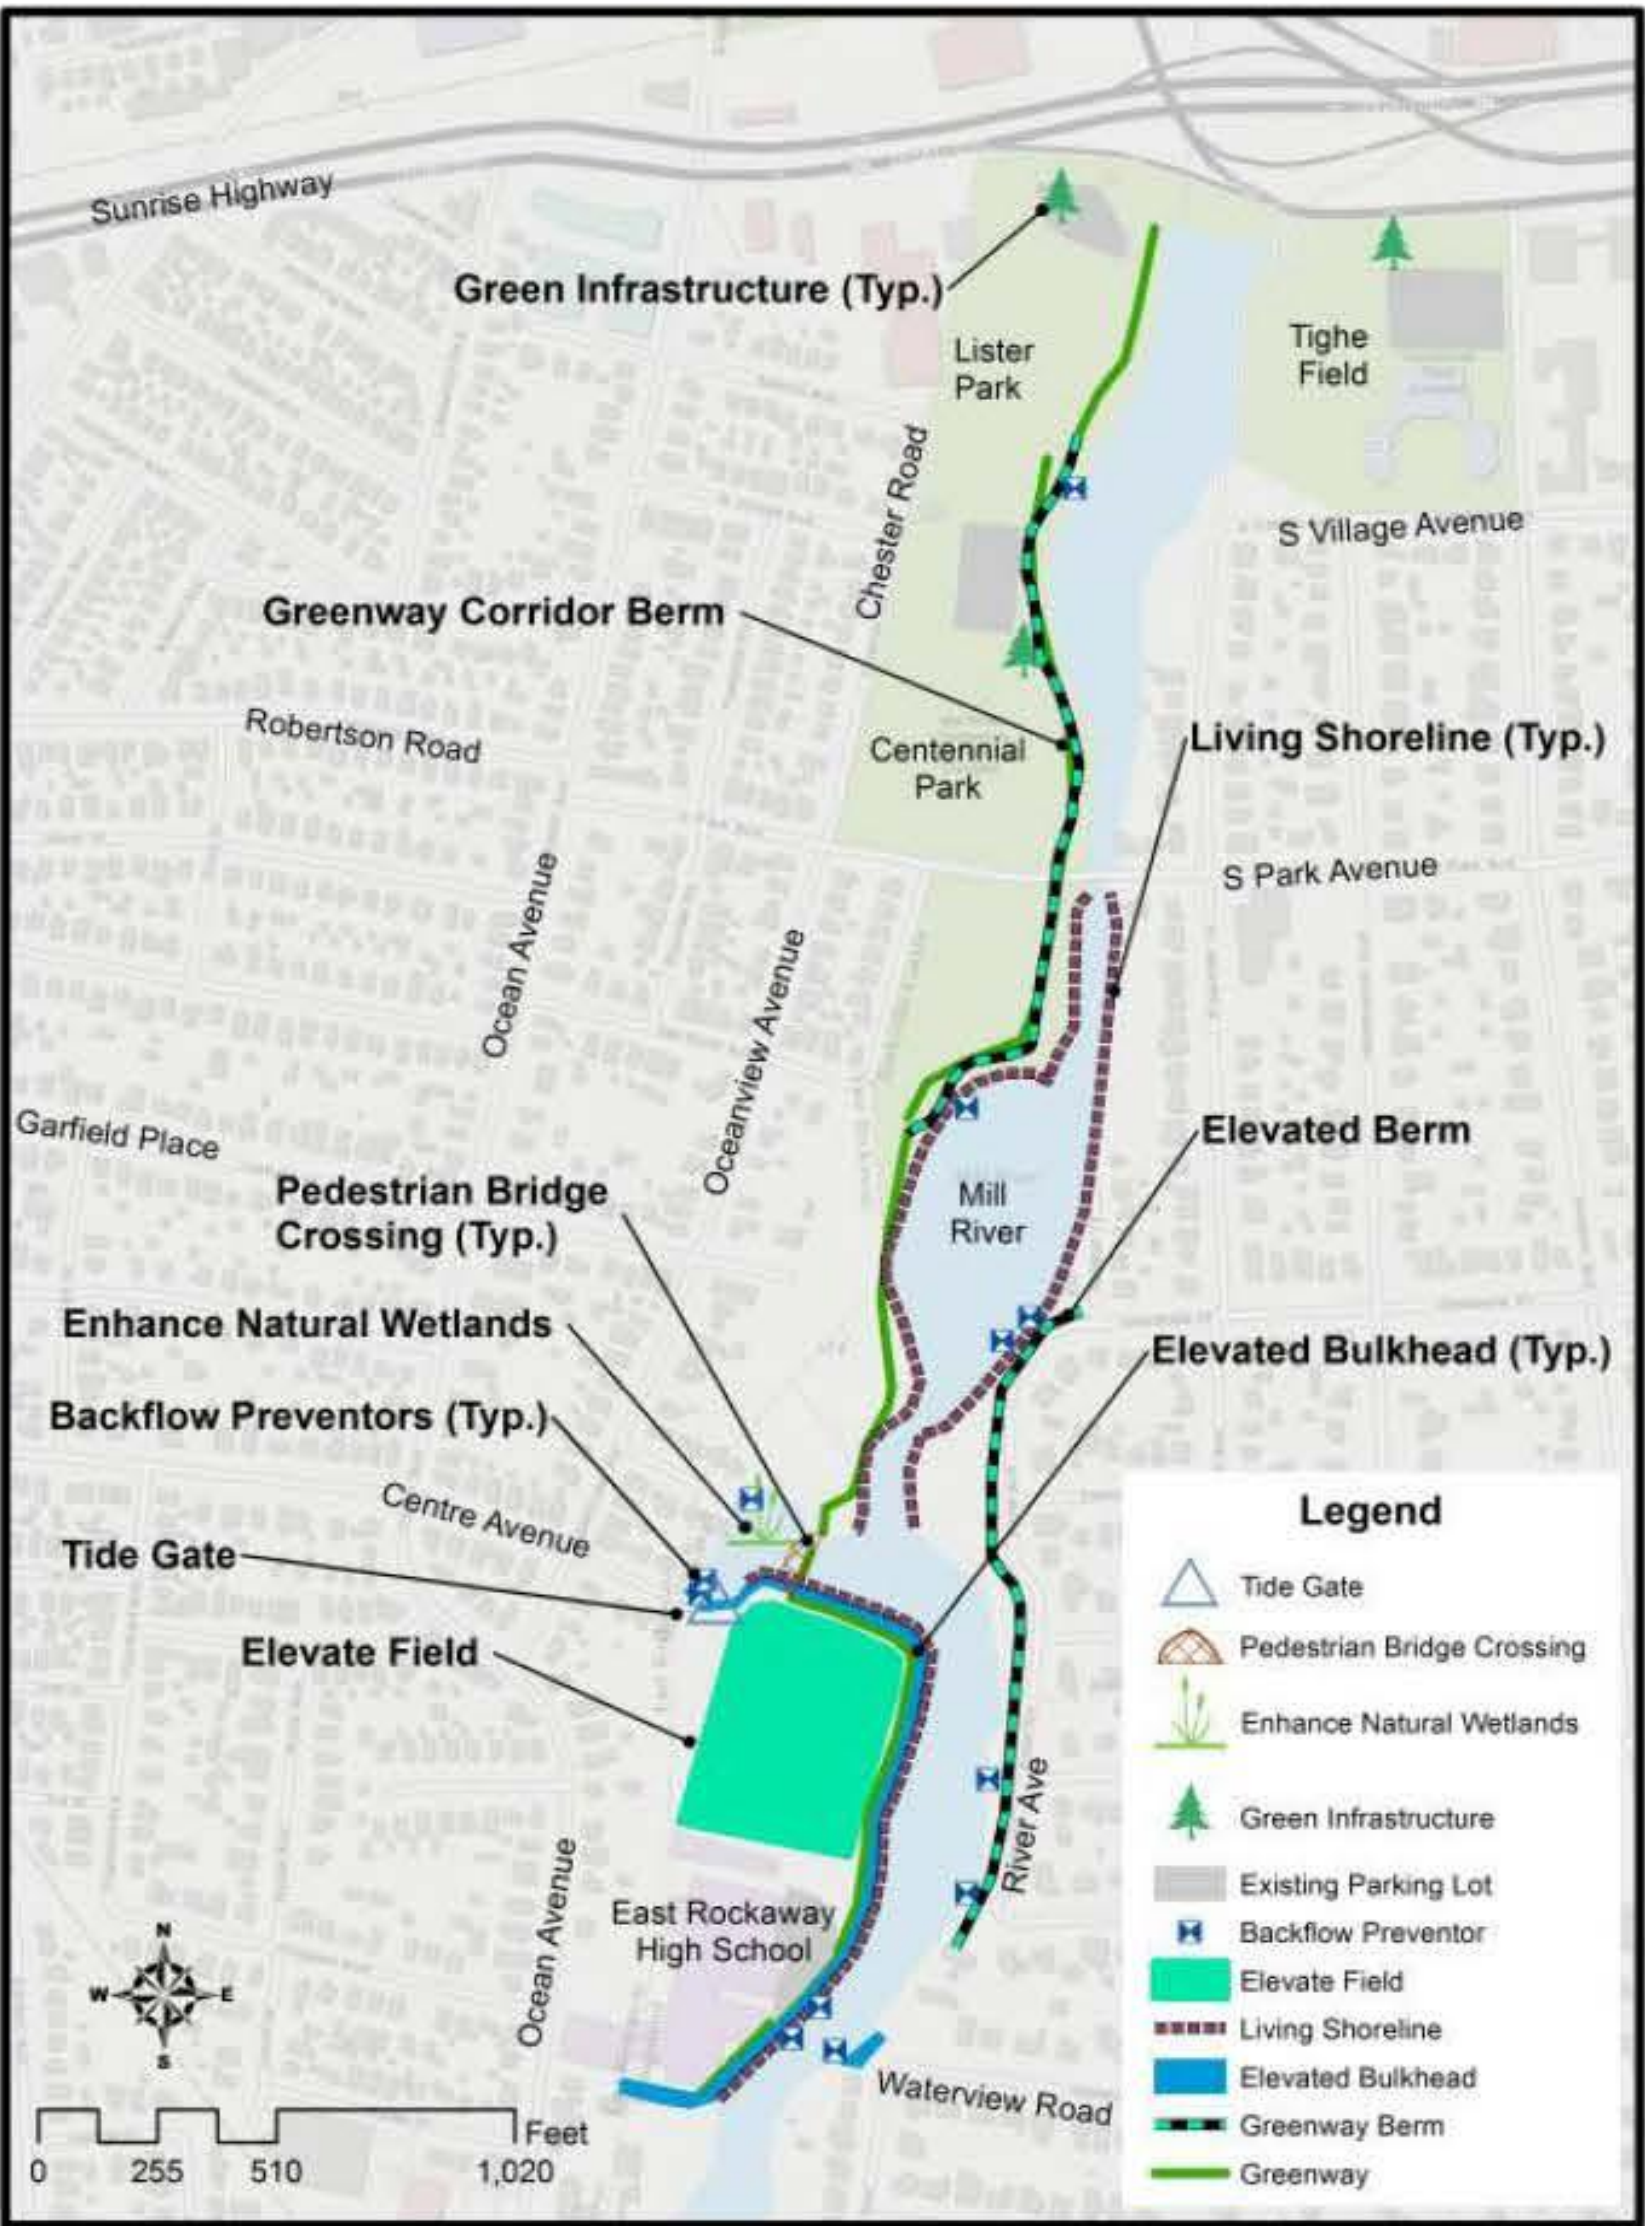 Sunrise Highway
Green Infrastructure (Typ.)
Lister
Park
Tighe
Field
Chester Road
S Village Avenue
Greenway Corridor Berm
Robertson Road
Centennial
Park
Living Shoreline (Typ.)
S Park Avenue
Ocean Avenue
Oceanview Avenue
Garfield Place
Elevated Berm
Pedestrian Bridge
Crossing (Typ.)
Mill
River
Enhance Natural Wetlands
Elevated Bulkhead (Typ.)
Backflow Preventors (Typ.)
Centre Avenue
Tide Gate
Elevate Field
River Ave
Ocean Avenue
East Rockaway
High School
Waterview Road
N
W
E
S
Feet
0
255
510
1,020
Legend
Tide Gate
Pedestrian Bridge Crossing
Enhance Natural Wetlands
Green Infrastructure
Existing Parking Lot
Backflow Preventor
Elevate Field
Living Shoreline
Elevated Bulkhead
Greenway Berm
Greenway